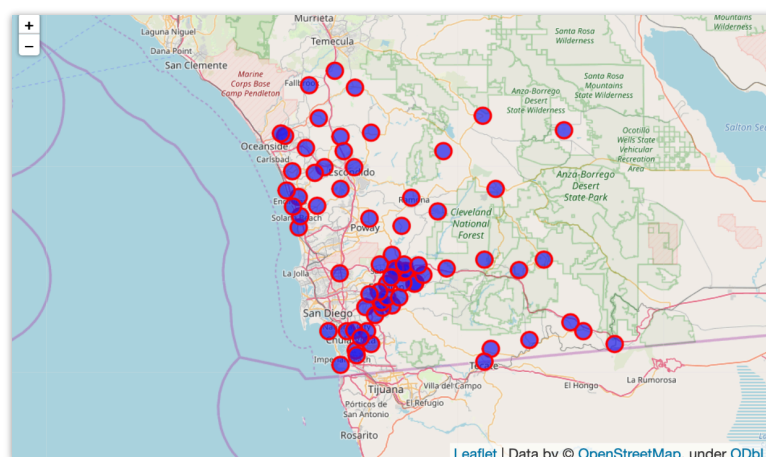 +
−
Murrieta
Mountains
Wilderness
Laguna Niguel
Temecula
Santa Rosa
Wilderness
Dana Point
San Clemente
Marine
Corps Base
Camp Pendleton
Santa Rosa
Mountains
State Wilderness
Anza-Borrego
Desert
State Wilderness
Salton
Oceanside
Carlsbad
Ocotillo
Wells State
Vehicular
Recreation
Area
Escondido
Anza-Borrego
Desert
State Park
Cleveland
National
Forest
Poway
La Jolla
San Diego
Tijuana
Villa del Campo
El Hongo
La Rumorosa
Pórticos de
San Antonio
El Refugio
Rosarito
Leaflet | Data by © OpenStreetMap, under ODbL